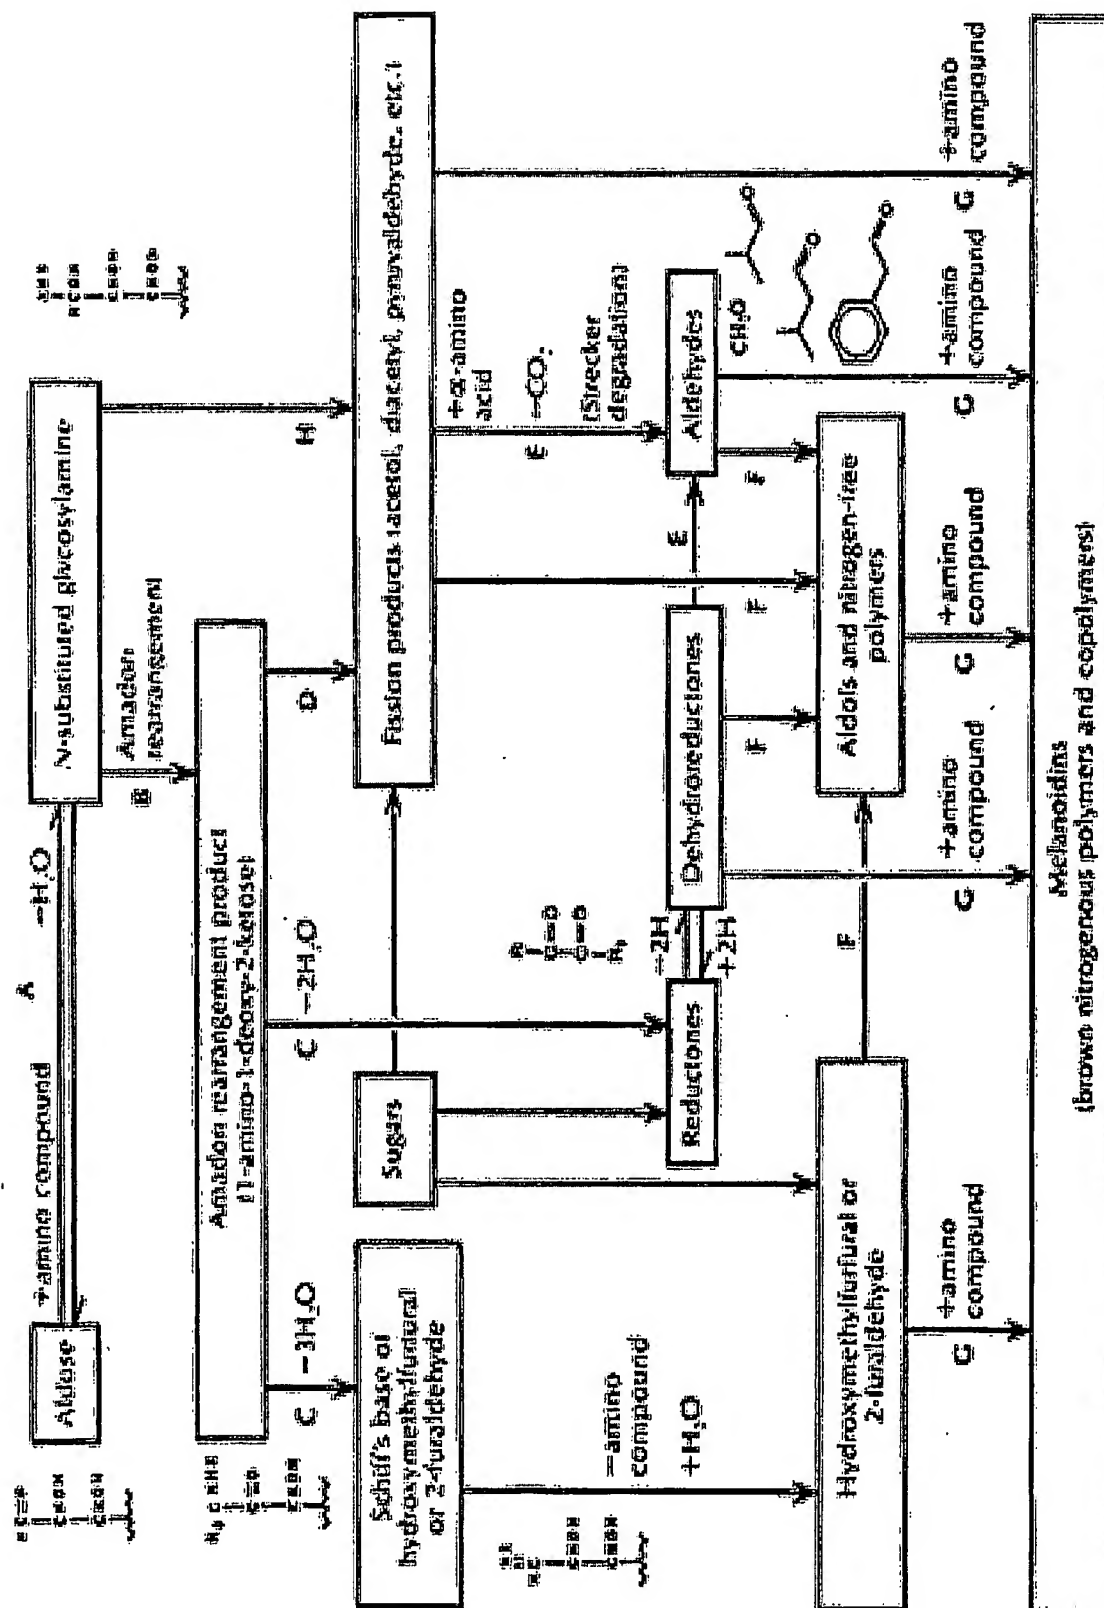 +amine compound
A
−H₂O
Aldose
N-substituted glycosylamine
B
Amadori
rearrangement
Amadori rearrangement product
(1-amino-1-deoxy-2-ketose)
C
−3H₂O
C
−2H₂O
D
H
Schiff's base of
hydroxymethylfurfural
or 2-furaldehyde
Sugars
Fission products (acetol, diacetyl, pyruvaldehyde, etc.)
−amino
compound
+H₂O
−2H
+2H
+α-amino
acid
E
−CO₂
(Strecker
degradation)
Reductones
Dehydroreductones
E
Aldehydes
CH₂O
F
F
F
F
Hydroxymethylfurfural or
2-furaldehyde
Aldols and nitrogen-free
polymers
G
+amino
compound
G
+amino
compound
G
+amino
compound
G
+amino
compound
G
+amino
compound
Melanoidins
(brown nitrogenous polymers and copolymers)